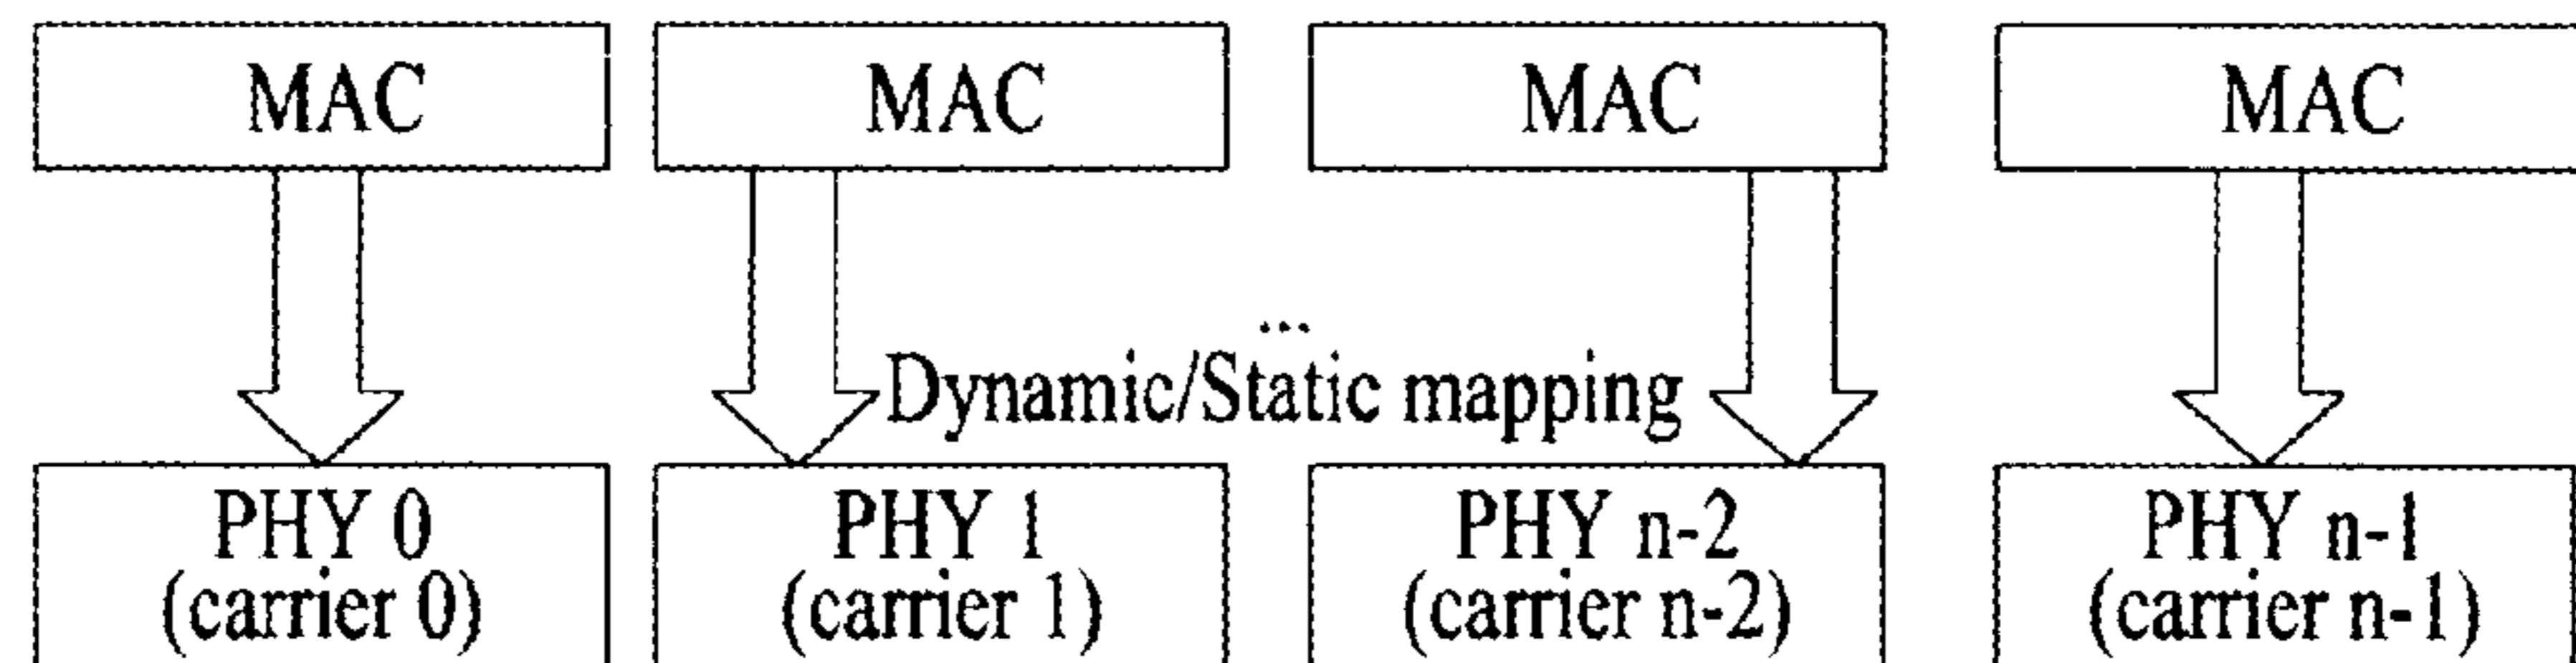 MAC MAC MAC MAC
...
Dynamic/Static mapping
PHY 0 PHY 1 PHY n-2 PHY n-1
(carrier 0) (carrier 1) (carrier n-2) (carrier n-1)